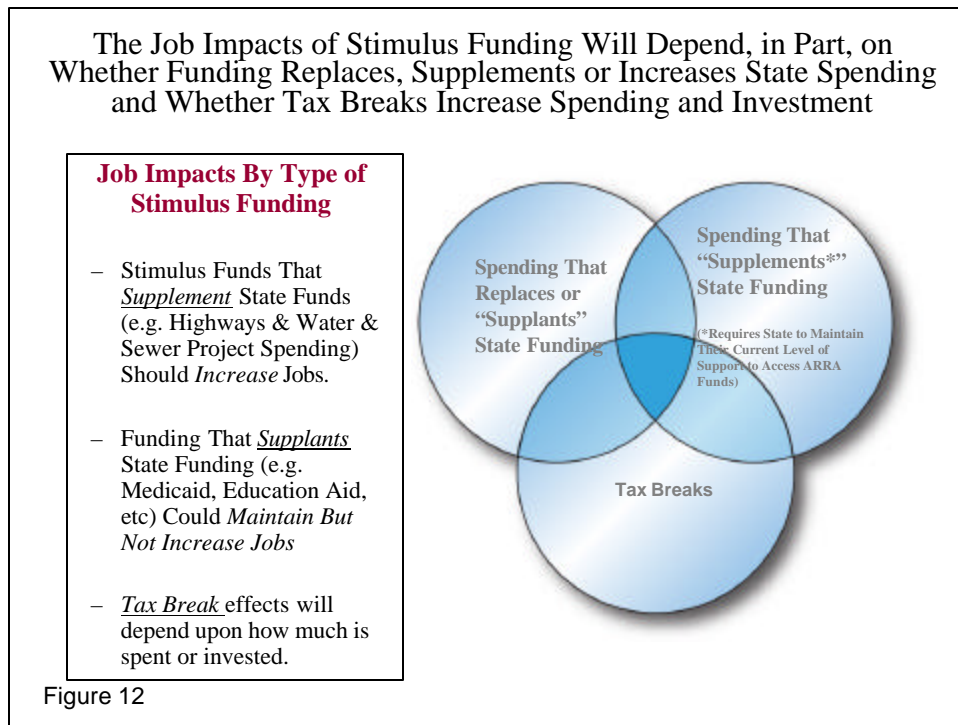 The Job Impacts of Stimulus Funding Will Depend, in Part, on
Whether Funding Replaces, Supplements or Increases State Spending
and Whether Tax Breaks Increase Spending and Investment
Job Impacts By Type of
Stimulus Funding
– Stimulus Funds That
Supplement State Funds
(e.g. Highways & Water &
Sewer Project Spending)
Should Increase Jobs.
– Funding That Supplants
State Funding (e.g.
Medicaid, Education Aid,
etc) Could Maintain But
Not Increase Jobs
– Tax Break effects will
depend upon how much is
spent or invested.
Spending That
Replaces or
“Supplants”
State Funding
Spending That
“Supplements*”
State Funding
(*Requires State to Maintain
Their Current Level of
Support to Access ARRA
Funds)
Tax Breaks
Figure 12